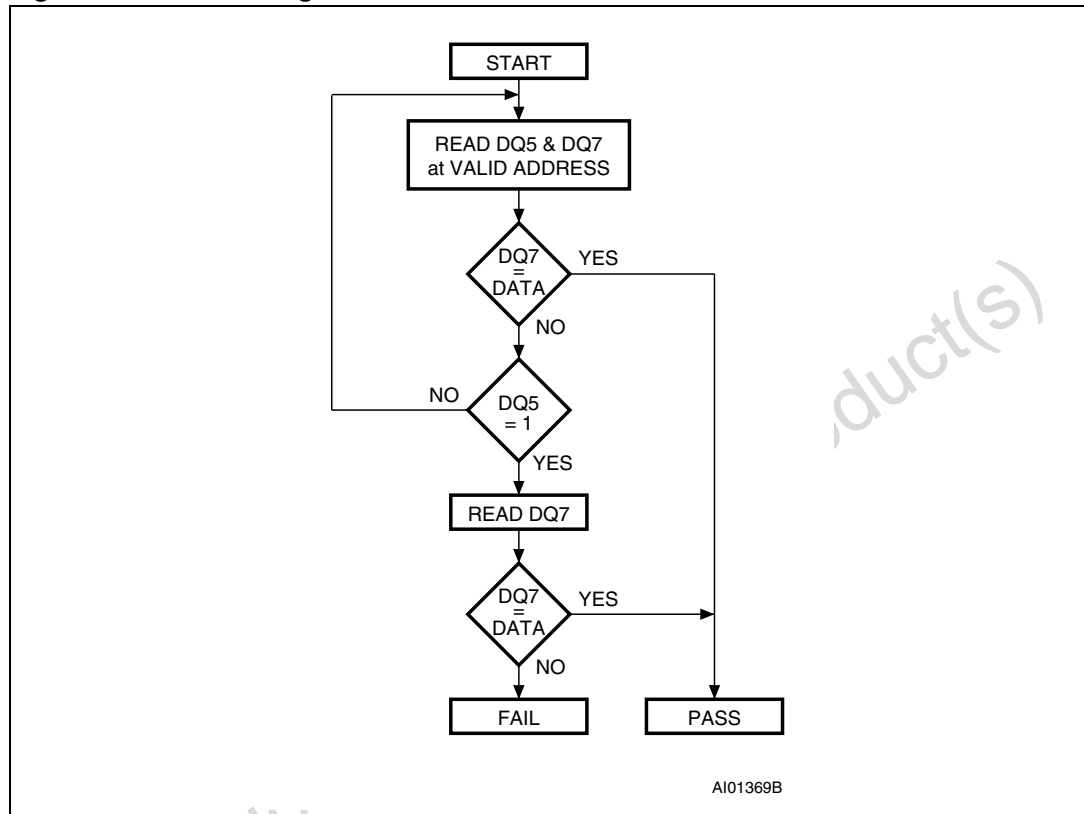 START
READ DQ5 & DQ7
at VALID ADDRESS
DQ7
=
DATA
YES
NO
DQ5
= 1
NO
YES
READ DQ7
DQ7
=
DATA
YES
NO
FAIL
PASS
AI01369B